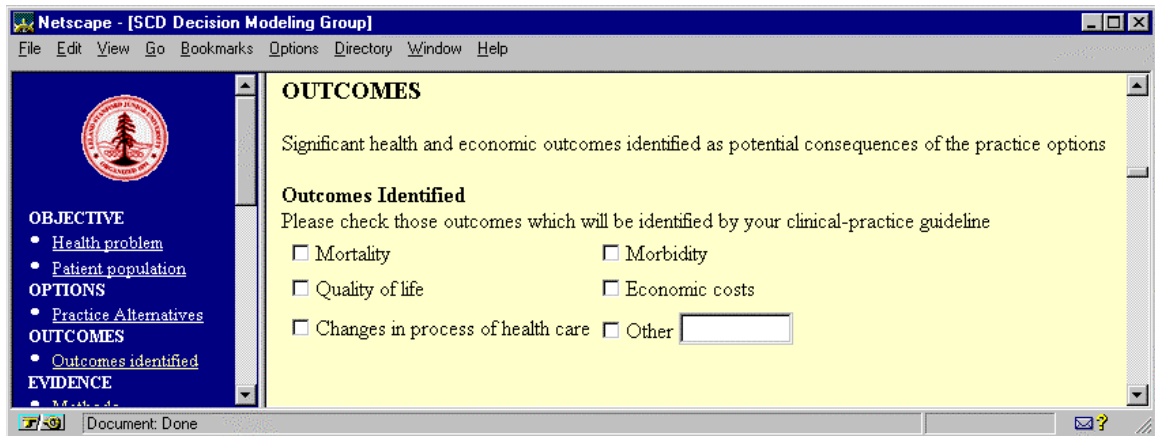 Netscape - [SCD Decision Modeling Group]
File Edit View Go Bookmarks Options Directory Window Help
OBJECTIVE
Health problem
Patient population
OPTIONS
Practice Alternatives
OUTCOMES
Outcomes identified
EVIDENCE
OUTCOMES
Significant health and economic outcomes identified as potential consequences of the practice options
Outcomes Identified
Please check those outcomes which will be identified by your clinical-practice guideline
Mortality Morbidity
Quality of life Economic costs
Changes in process of health care Other
Document: Done